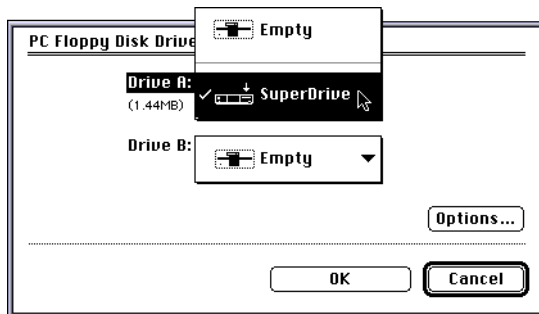 PC Floppy Disk Drive
Empty
Drive A:
SuperDrive
(1.44MB)
Drive B:
Empty
Options...
OK
Cancel